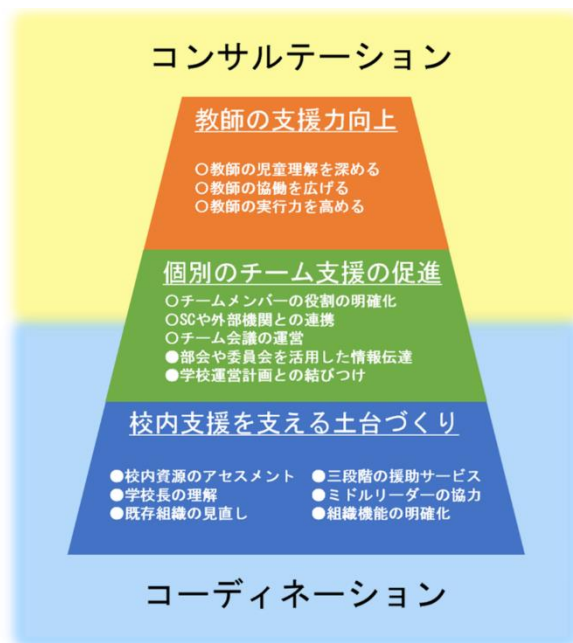 コンサルテーション
教師の支援力向上
○教師の児童理解を深める
○教師の協働を広げる
○教師の実行力を高める
個別のチーム支援の促進
○チームメンバーの役割の明確化
○SCや外部機関との連携
○チーム会議の運営
●部会や委員会を活用した情報伝達
●学校運営計画との結びつけ
校内支援を支える土台づくり
●校内資源のアセスメント ●三段階の援助サービス
●学校長の理解 ●ミドルリーダーの協力
●既存組織の見直し ●組織機能の明確化
コーディネーション